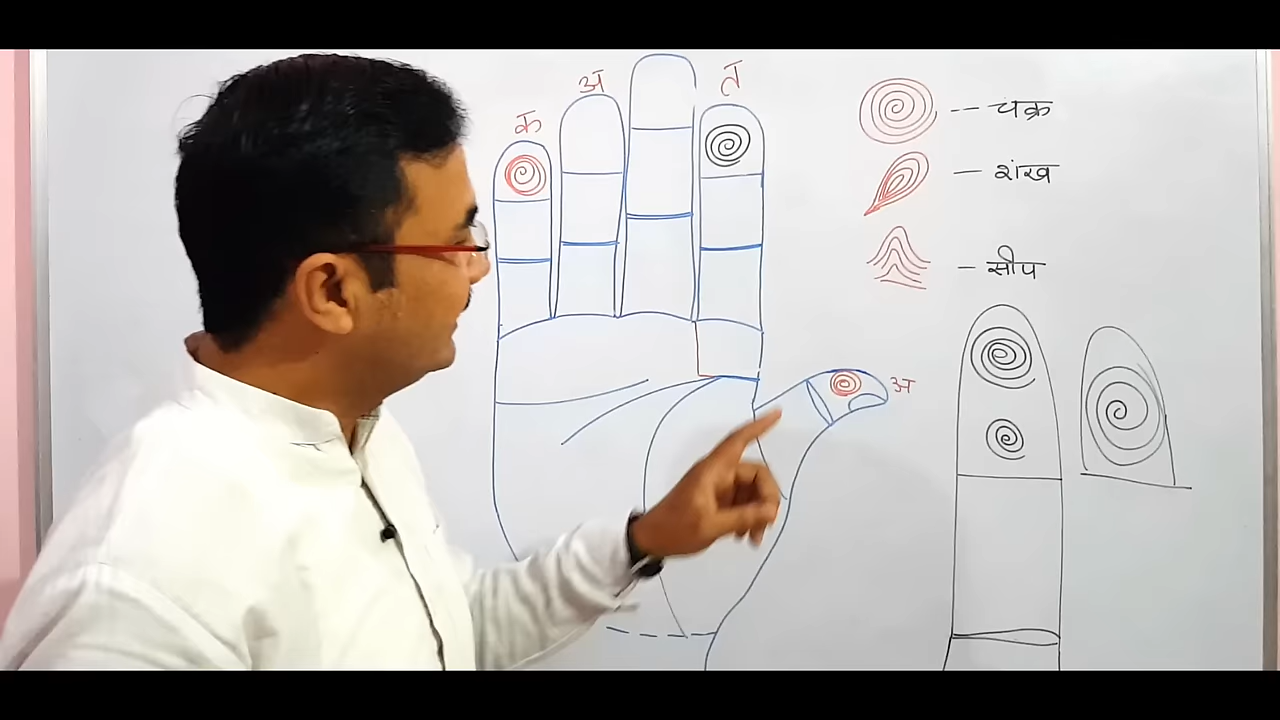 क
अ
त
-- चक्र
- शंख
- सीप
अ